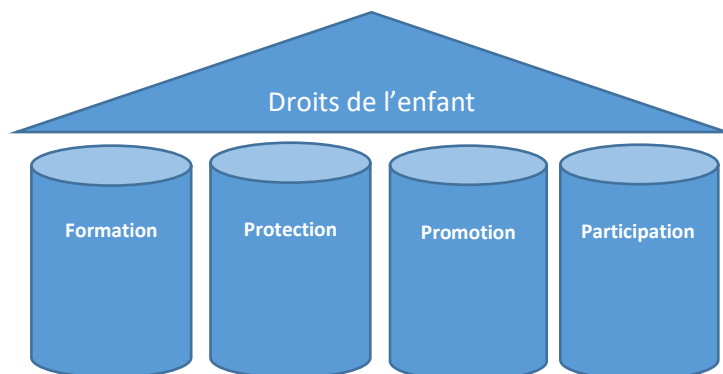 Droits de l’enfant
Formation
Protection
Promotion
Participation